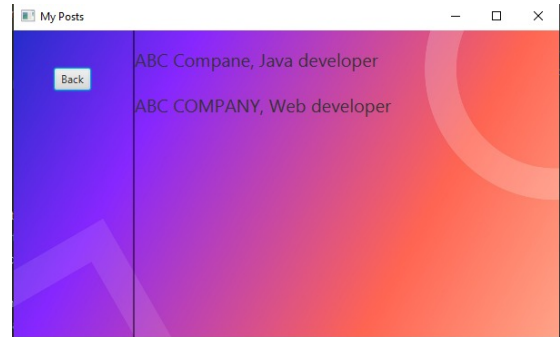 My Posts
Back
ABC Compane, Java developer
ABC COMPANY, Web developer